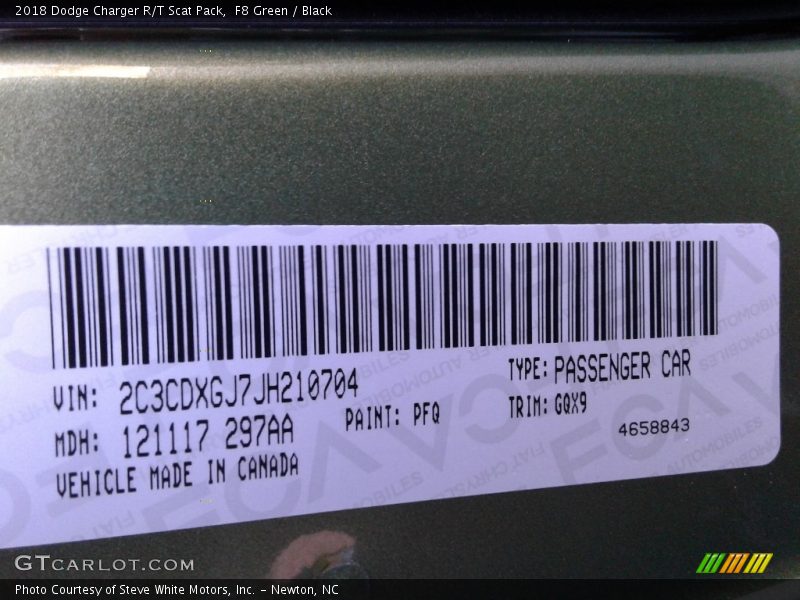 2018 Dodge Charger R/T Scat Pack,  F8 Green / Black
VIN: 2C3CDXGJ7JH210704
TYPE: PASSENGER CAR
MDH: 121117 297AA
PAINT: PFQ
TRIM: GQX9
4658843
VEHICLE MADE IN CANADA
GTCARLOT.COM
Photo Courtesy of Steve White Motors, Inc. – Newton, NC